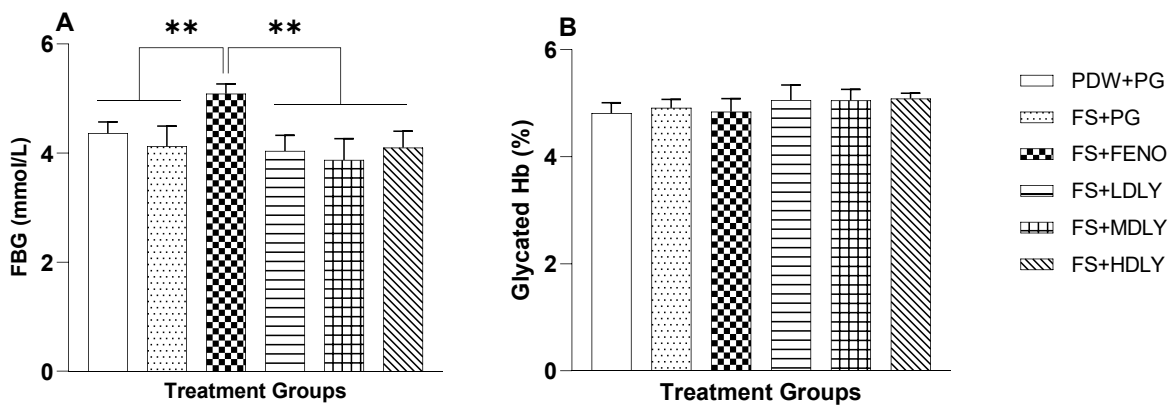 A
** **
6
4
2
0
FBG (mmol/L)
Treatment Groups
B
6
4
2
0
Glycated Hb (%)
Treatment Groups
PDW+PG
FS+PG
FS+FENO
FS+LDLY
FS+MDLY
FS+HDLY